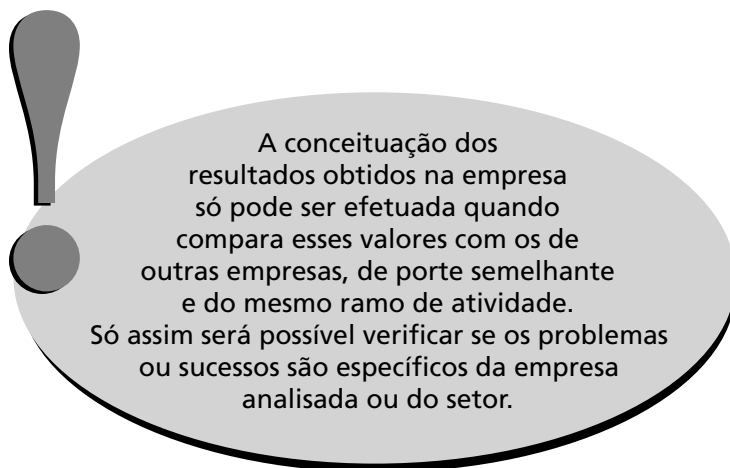 A conceituação dos
resultados obtidos na empresa
só pode ser efetuada quando
compara esses valores com os de
outras empresas, de porte semelhante
e do mesmo ramo de atividade.
Só assim será possível verificar se os problemas
ou sucessos são específicos da empresa
analisada ou do setor.